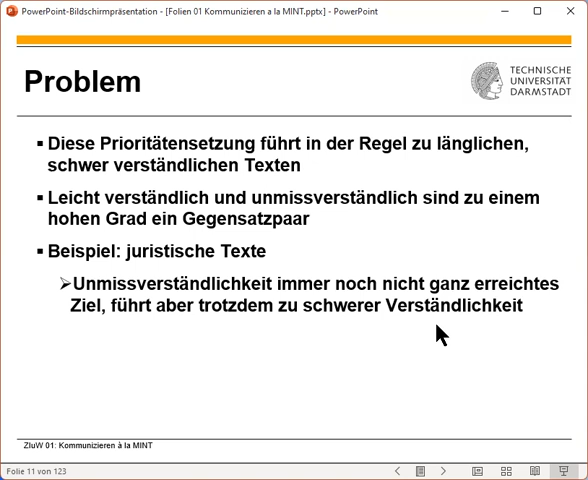 PowerPoint-Bildschirmpräsentation - [Folien 01 Kommunizieren a la MINT.pptx] - PowerPoint
Problem
TECHNISCHE
UNIVERSITÄT
DARMSTADT
▪ Diese Prioritätensetzung führt in der Regel zu länglichen,
schwer verständlichen Texten
▪ Leicht verständlich und unmissverständlich sind zu einem
hohen Grad ein Gegensatzpaar
▪ Beispiel: juristische Texte
➢Unmissverständlichkeit immer noch nicht ganz erreichtes
Ziel, führt aber trotzdem zu schwerer Verständlichkeit
ZIuW 01: Kommunizieren à la MINT
Folie 11 von 123